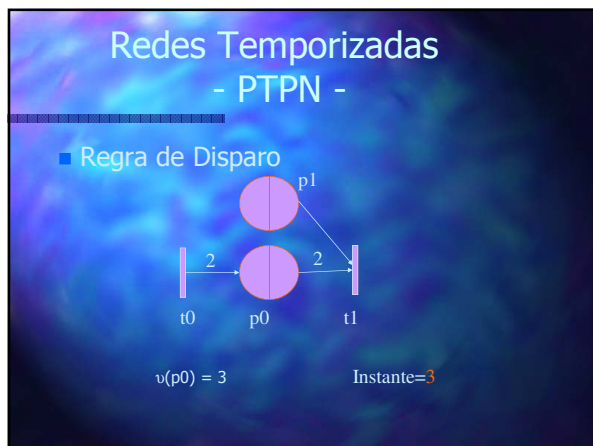 Redes Temporizadas
- PTPN -
Regra de Disparo
p1
2
2
t0
p0
t1
υ(p0) = 3
Instante=3